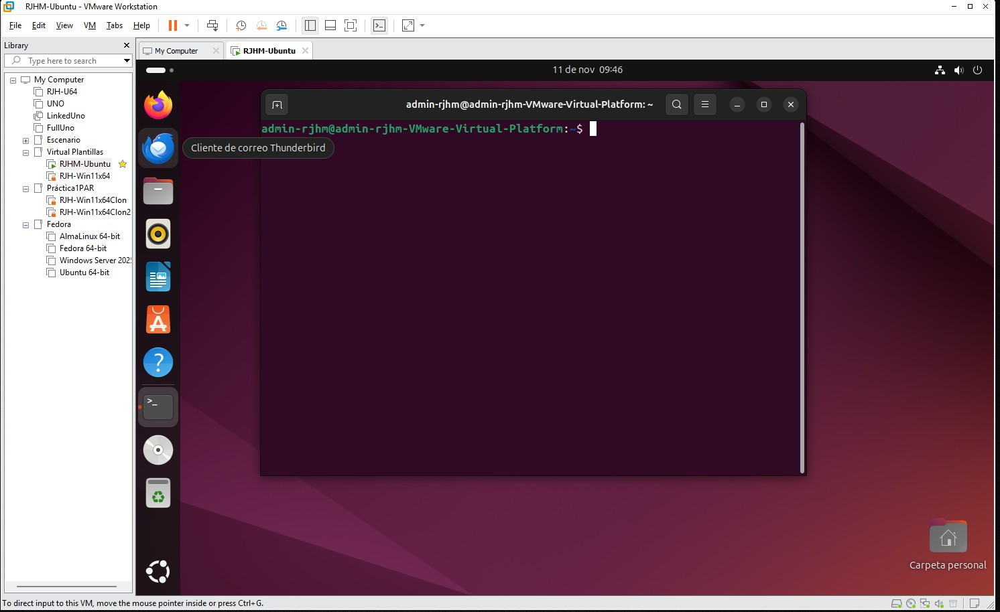 RJHM-Ubuntu - VMware Workstation
File Edit View VM Tabs Help
Library
Type here to search
My Computer
RJH-U64
UNO
LinkedUno
FullUno
Escenario
Virtual Plantillas
RJHM-Ubuntu
RJH-Win11x64
Práctica1PAR
RJH-Win11x64Clon
RJH-Win11x64Clon2
Fedora
AlmaLinux 64-bit
Fedora 64-bit
Windows Server 202
Ubuntu 64-bit
My Computer
RJHM-Ubuntu
11 de nov 09:46
admin-rjhm@admin-rjhm-VMware-Virtual-Platform: ~
admin-rjhm@admin-rjhm-VMware-Virtual-Platform:~$
Cliente de correo Thunderbird
Carpeta personal
To direct input to this VM, move the mouse pointer inside or press Ctrl+G.